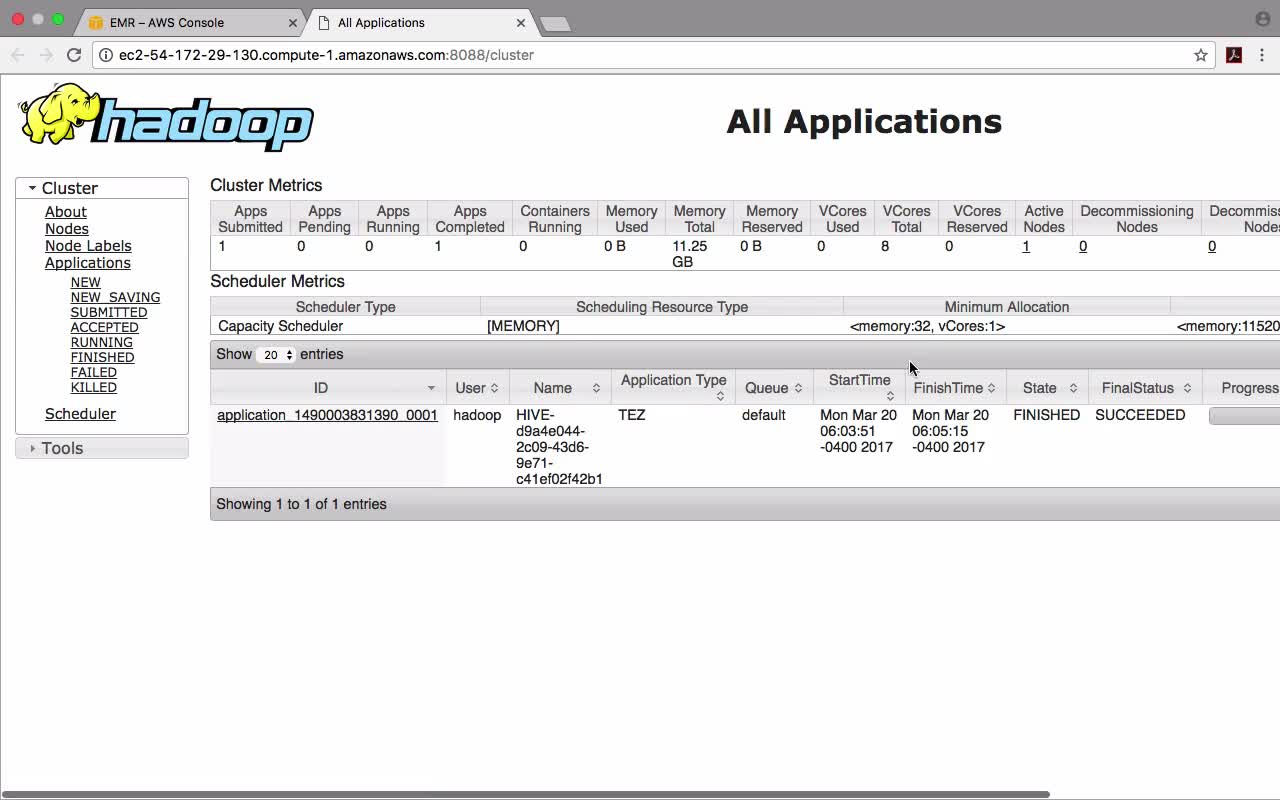 EMR – AWS Console
All Applications
ec2-54-172-29-130.compute-1.amazonaws.com:8088/cluster
hadoop
All Applications
Cluster
About
Nodes
Node Labels
Applications
NEW
NEW_SAVING
SUBMITTED
ACCEPTED
RUNNING
FINISHED
FAILED
KILLED
Scheduler
Tools
Cluster Metrics
Apps Submitted Apps Pending Apps Running Apps Completed Containers Running Memory Used Memory Total Memory Reserved VCores Used VCores Total VCores Reserved Active Nodes Decommissioning Nodes Decommiss Nodes
1 0 0 1 0 0 B 11.25 GB 0 B 0 8 0 1 0 0
Scheduler Metrics
Scheduler Type Scheduling Resource Type Minimum Allocation
Capacity Scheduler [MEMORY] <memory:32, vCores:1> <memory:11520
Show 20 entries
ID User Name Application Type Queue StartTime FinishTime State FinalStatus Progress
application_1490003831390_0001 hadoop HIVE- TEZ default Mon Mar 20 Mon Mar 20 FINISHED SUCCEEDED
d9a4e044- 06:03:51 06:05:15
2c09-43d6- -0400 2017 -0400 2017
9e71-
c41ef02f42b1
Showing 1 to 1 of 1 entries